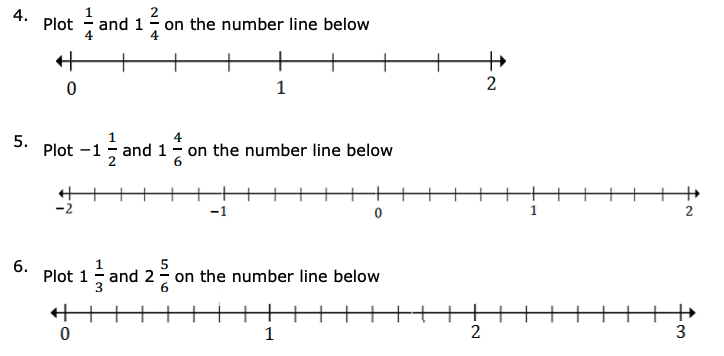 4. Plot 1/4 and 1 2/4 on the number line below
0 1 2
5. Plot −1 1/2 and 1 4/6 on the number line below
−2 −1 0 1 2
6. Plot 1 1/3 and 2 5/6 on the number line below
0 1 2 3